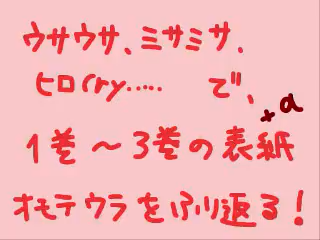 ウサウサ、ミサミサ、
ヒロCry..... で、
+a
1巻〜3巻の表紙
オモテウラをふり返る!